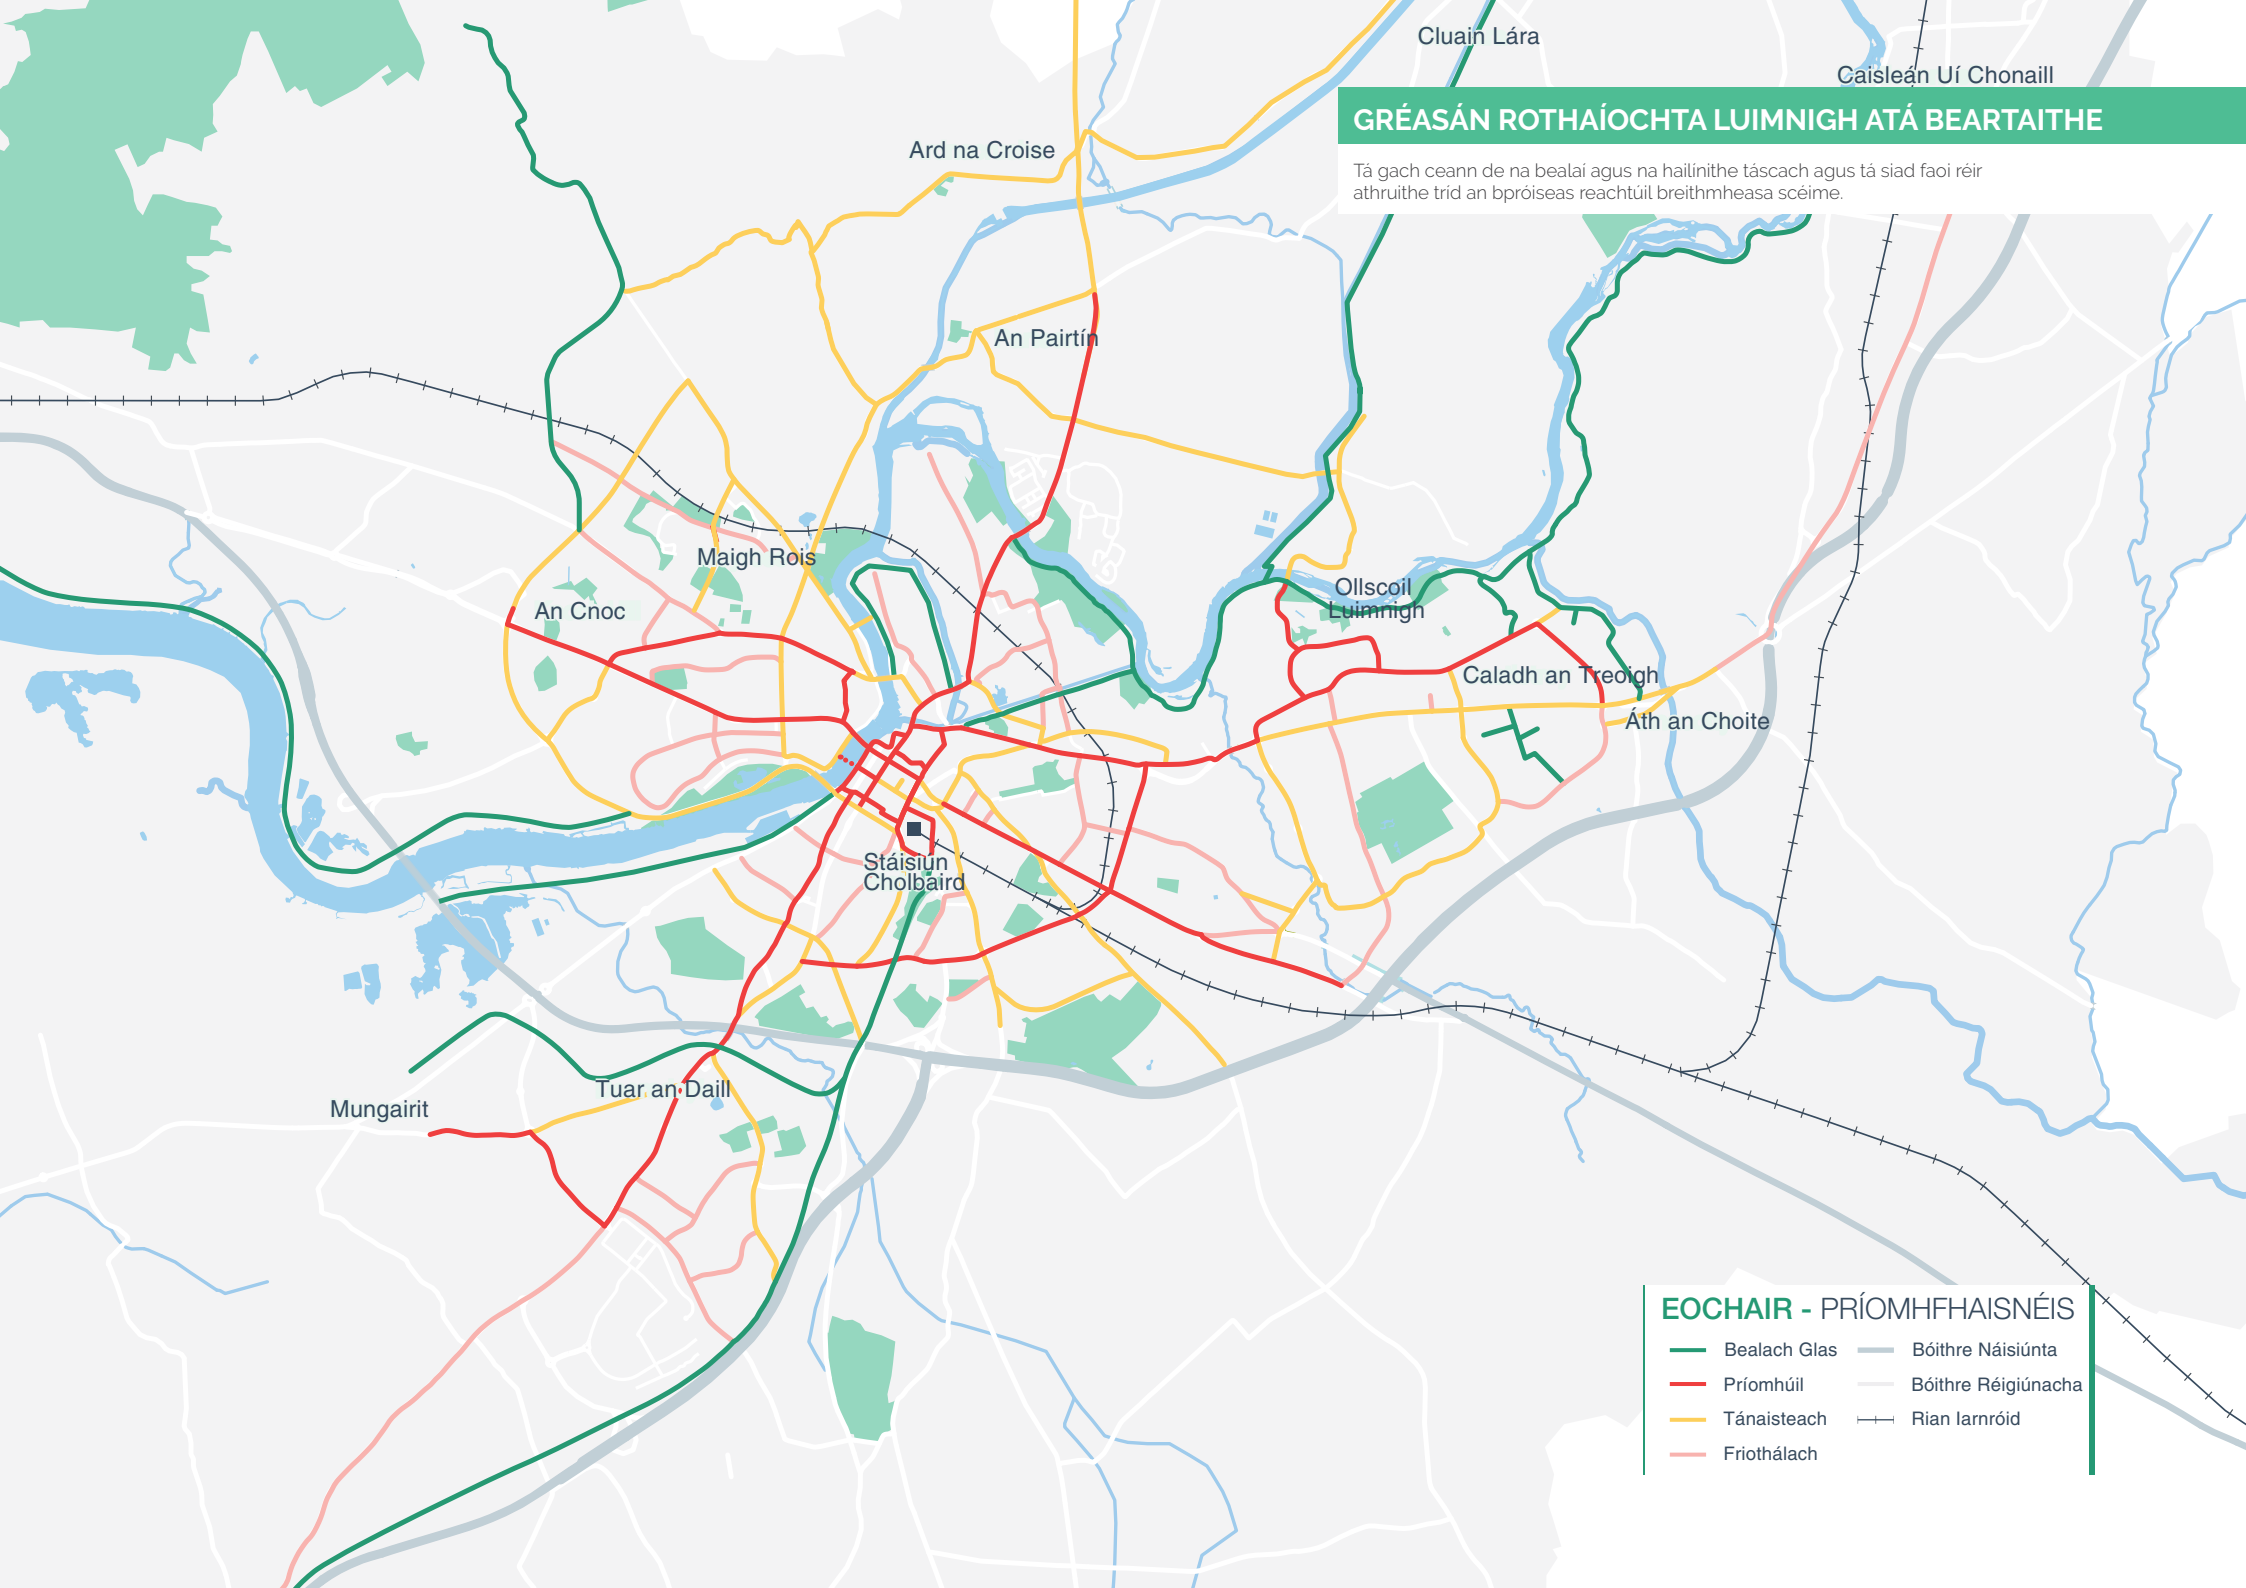 Cluain Lára
Caisleán Uí Chonaill
GRÉASÁN ROTHAÍOCHTA LUIMNIGH ATÁ BEARTAITHE
Tá gach ceann de na bealaí agus na hailínithe táscach agus tá siad faoi réir
athruithe tríd an bpróiseas reachtúil breithmheasa scéime.
Ard na Croise
An Pairtín
Maigh Rois
An Cnoc
Ollscoil
Luimnigh
Caladh an Treoigh
Áth an Choite
Stáisiún
Cholbaird
Tuar an Daill
Mungairit
EOCHAIR - PRÍOMHFHAISNÉIS
Bealach Glas
Bóithre Náisiúnta
Príomhúil
Bóithre Réigiúnacha
Tánaisteach
Rian Iarnróid
Friothálach